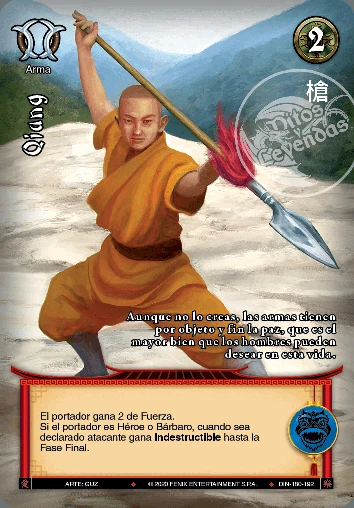 2
Arma
Qiang
槍
Mitos y
Leyendas
Aunque no lo creas, las armas tienen
por objeto y fin la paz, que es el
mayor bien que los hombres pueden
desear en esta vida.
El portador gana 2 de Fuerza.
Si el portador es Héroe o Bárbaro, cuando sea
declarado atacante gana Indestructible hasta la
Fase Final.
ARTE: GUZ ◆ © 2020 FENIX ENTERTAINMENT S.P.A. ◆ DIN-180-192